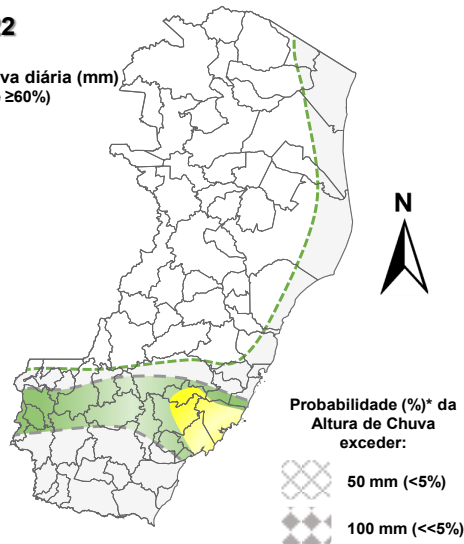 2
va diária (mm)
≥60%)
N
Probabilidade (%)* da
Altura de Chuva
exceder:
50 mm (<5%)
100 mm (<<5%)